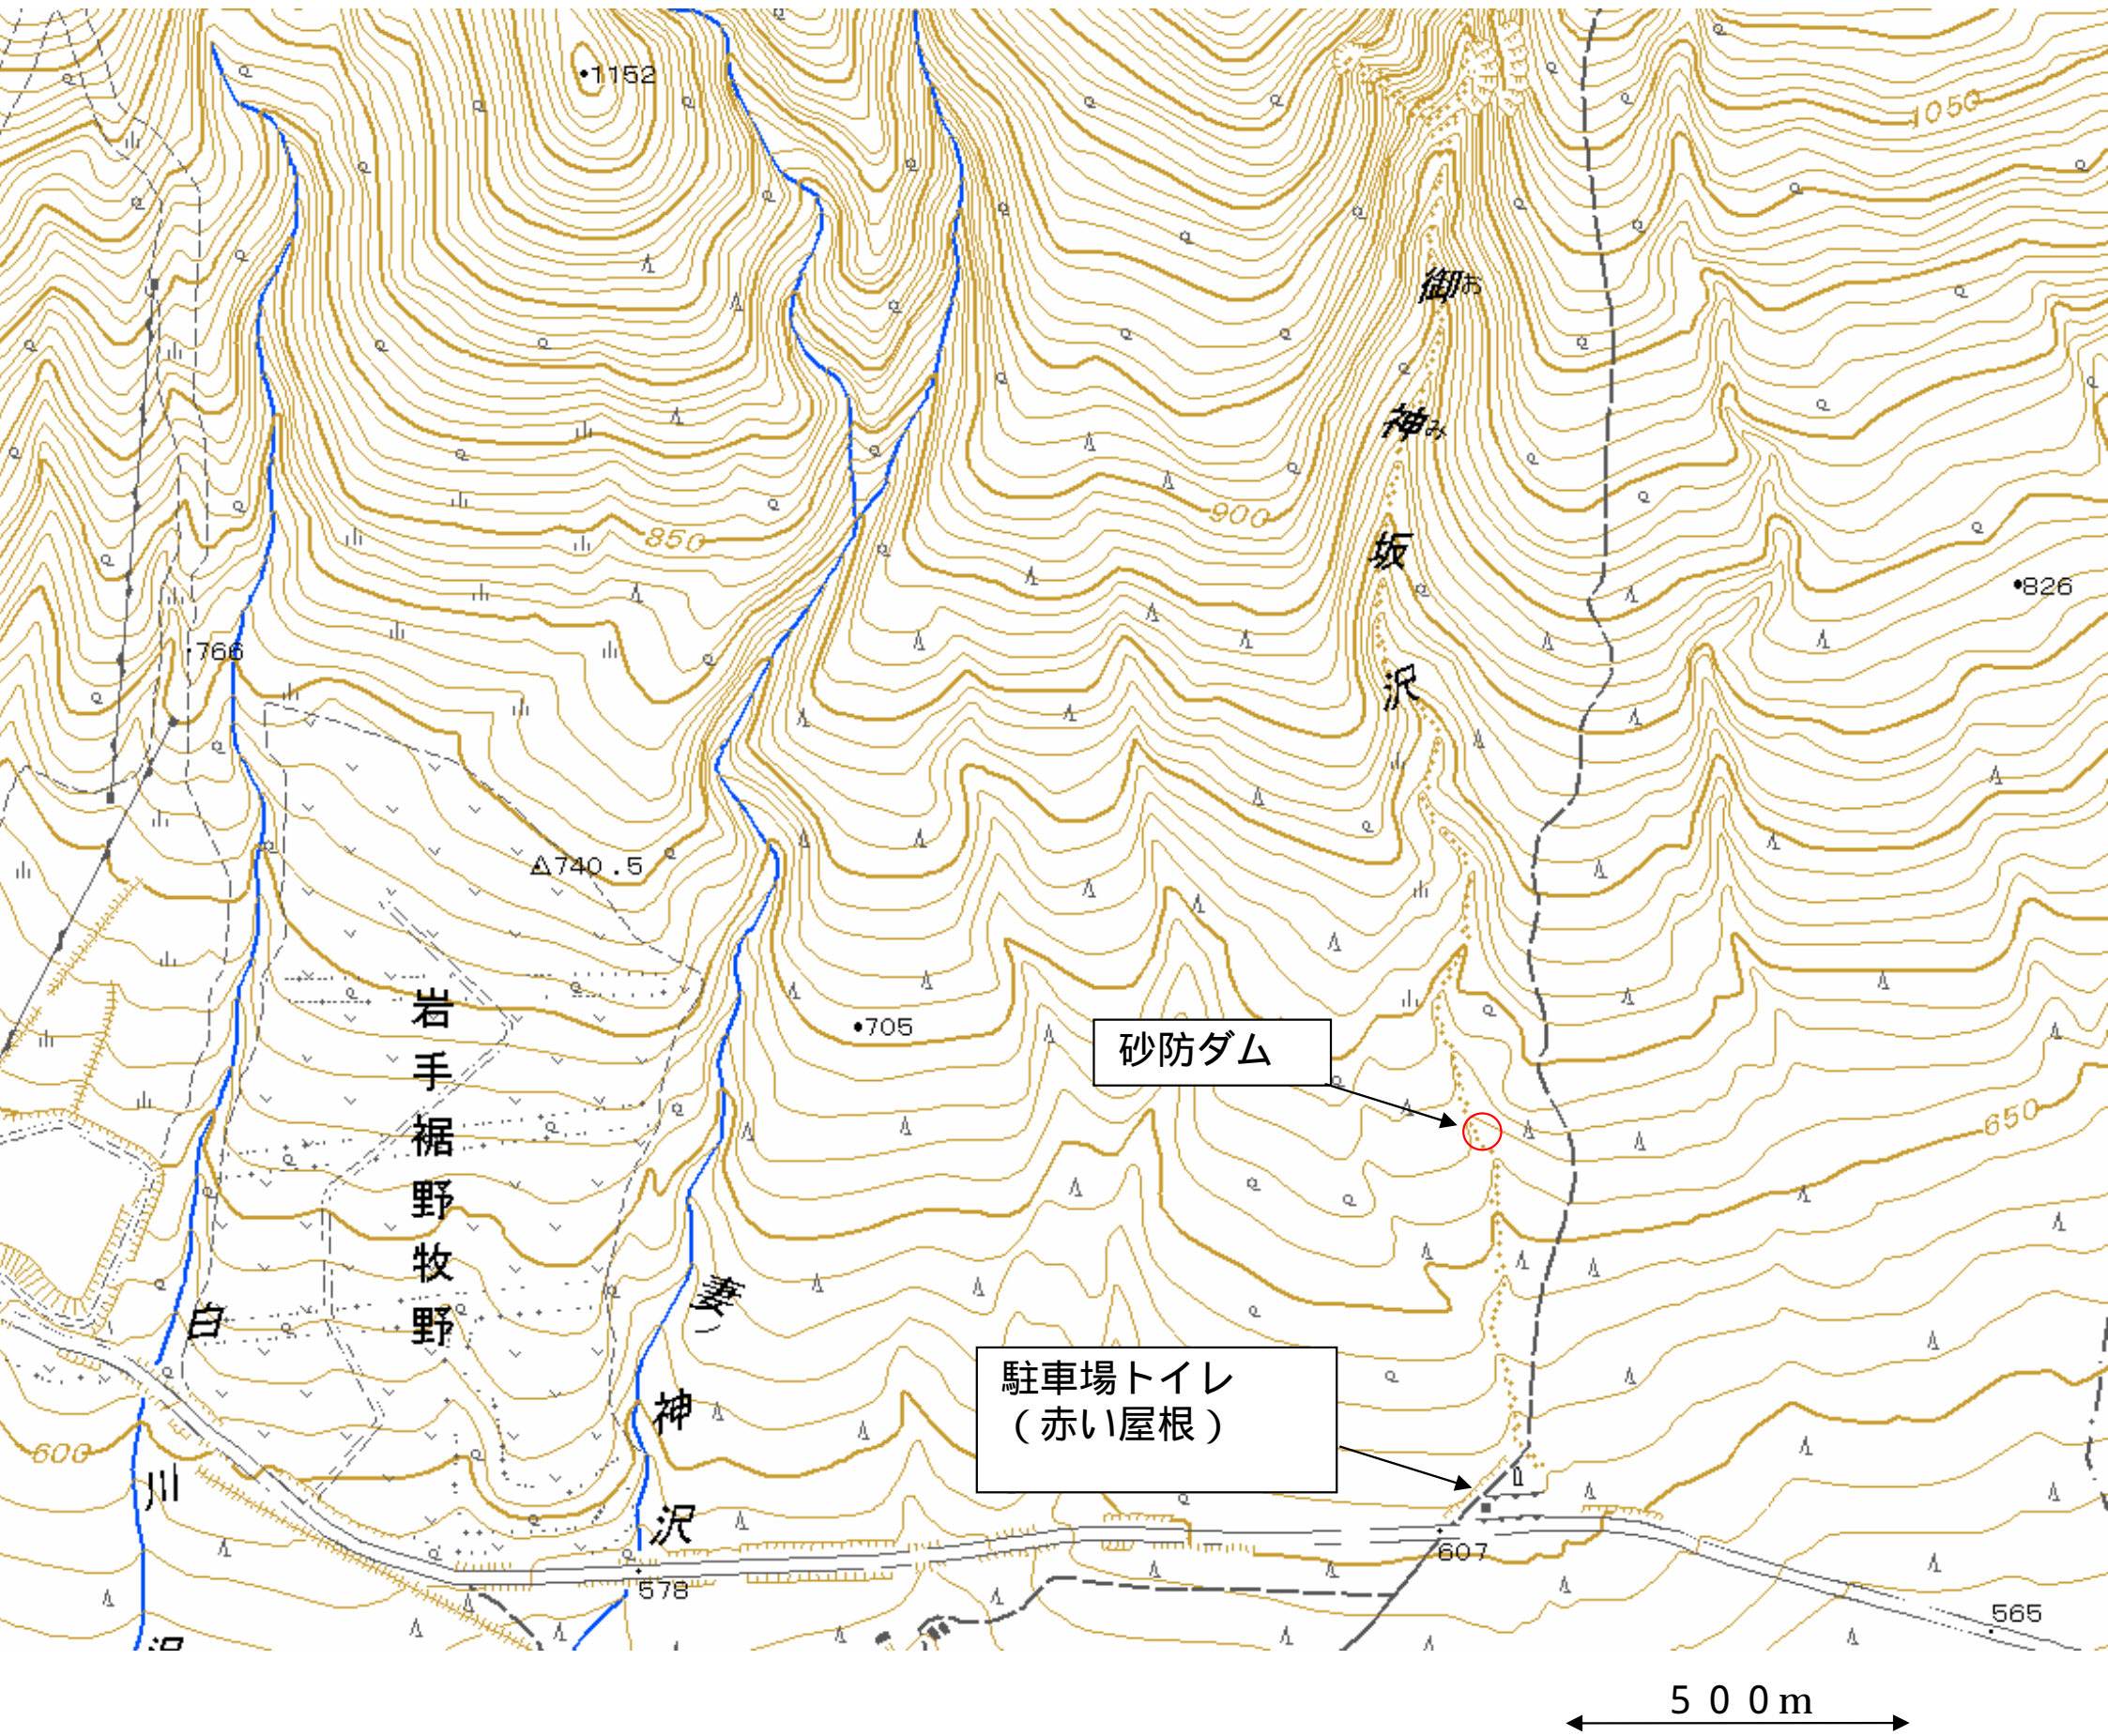 1152
1050
御お
神み
坂
沢
900
850
826
766
740.5
705
岩手裾野牧野
砂防ダム
650
妻
神
沢
白
川
沢
駐車場トイレ
（赤い屋根）
600
607
578
565
５００m